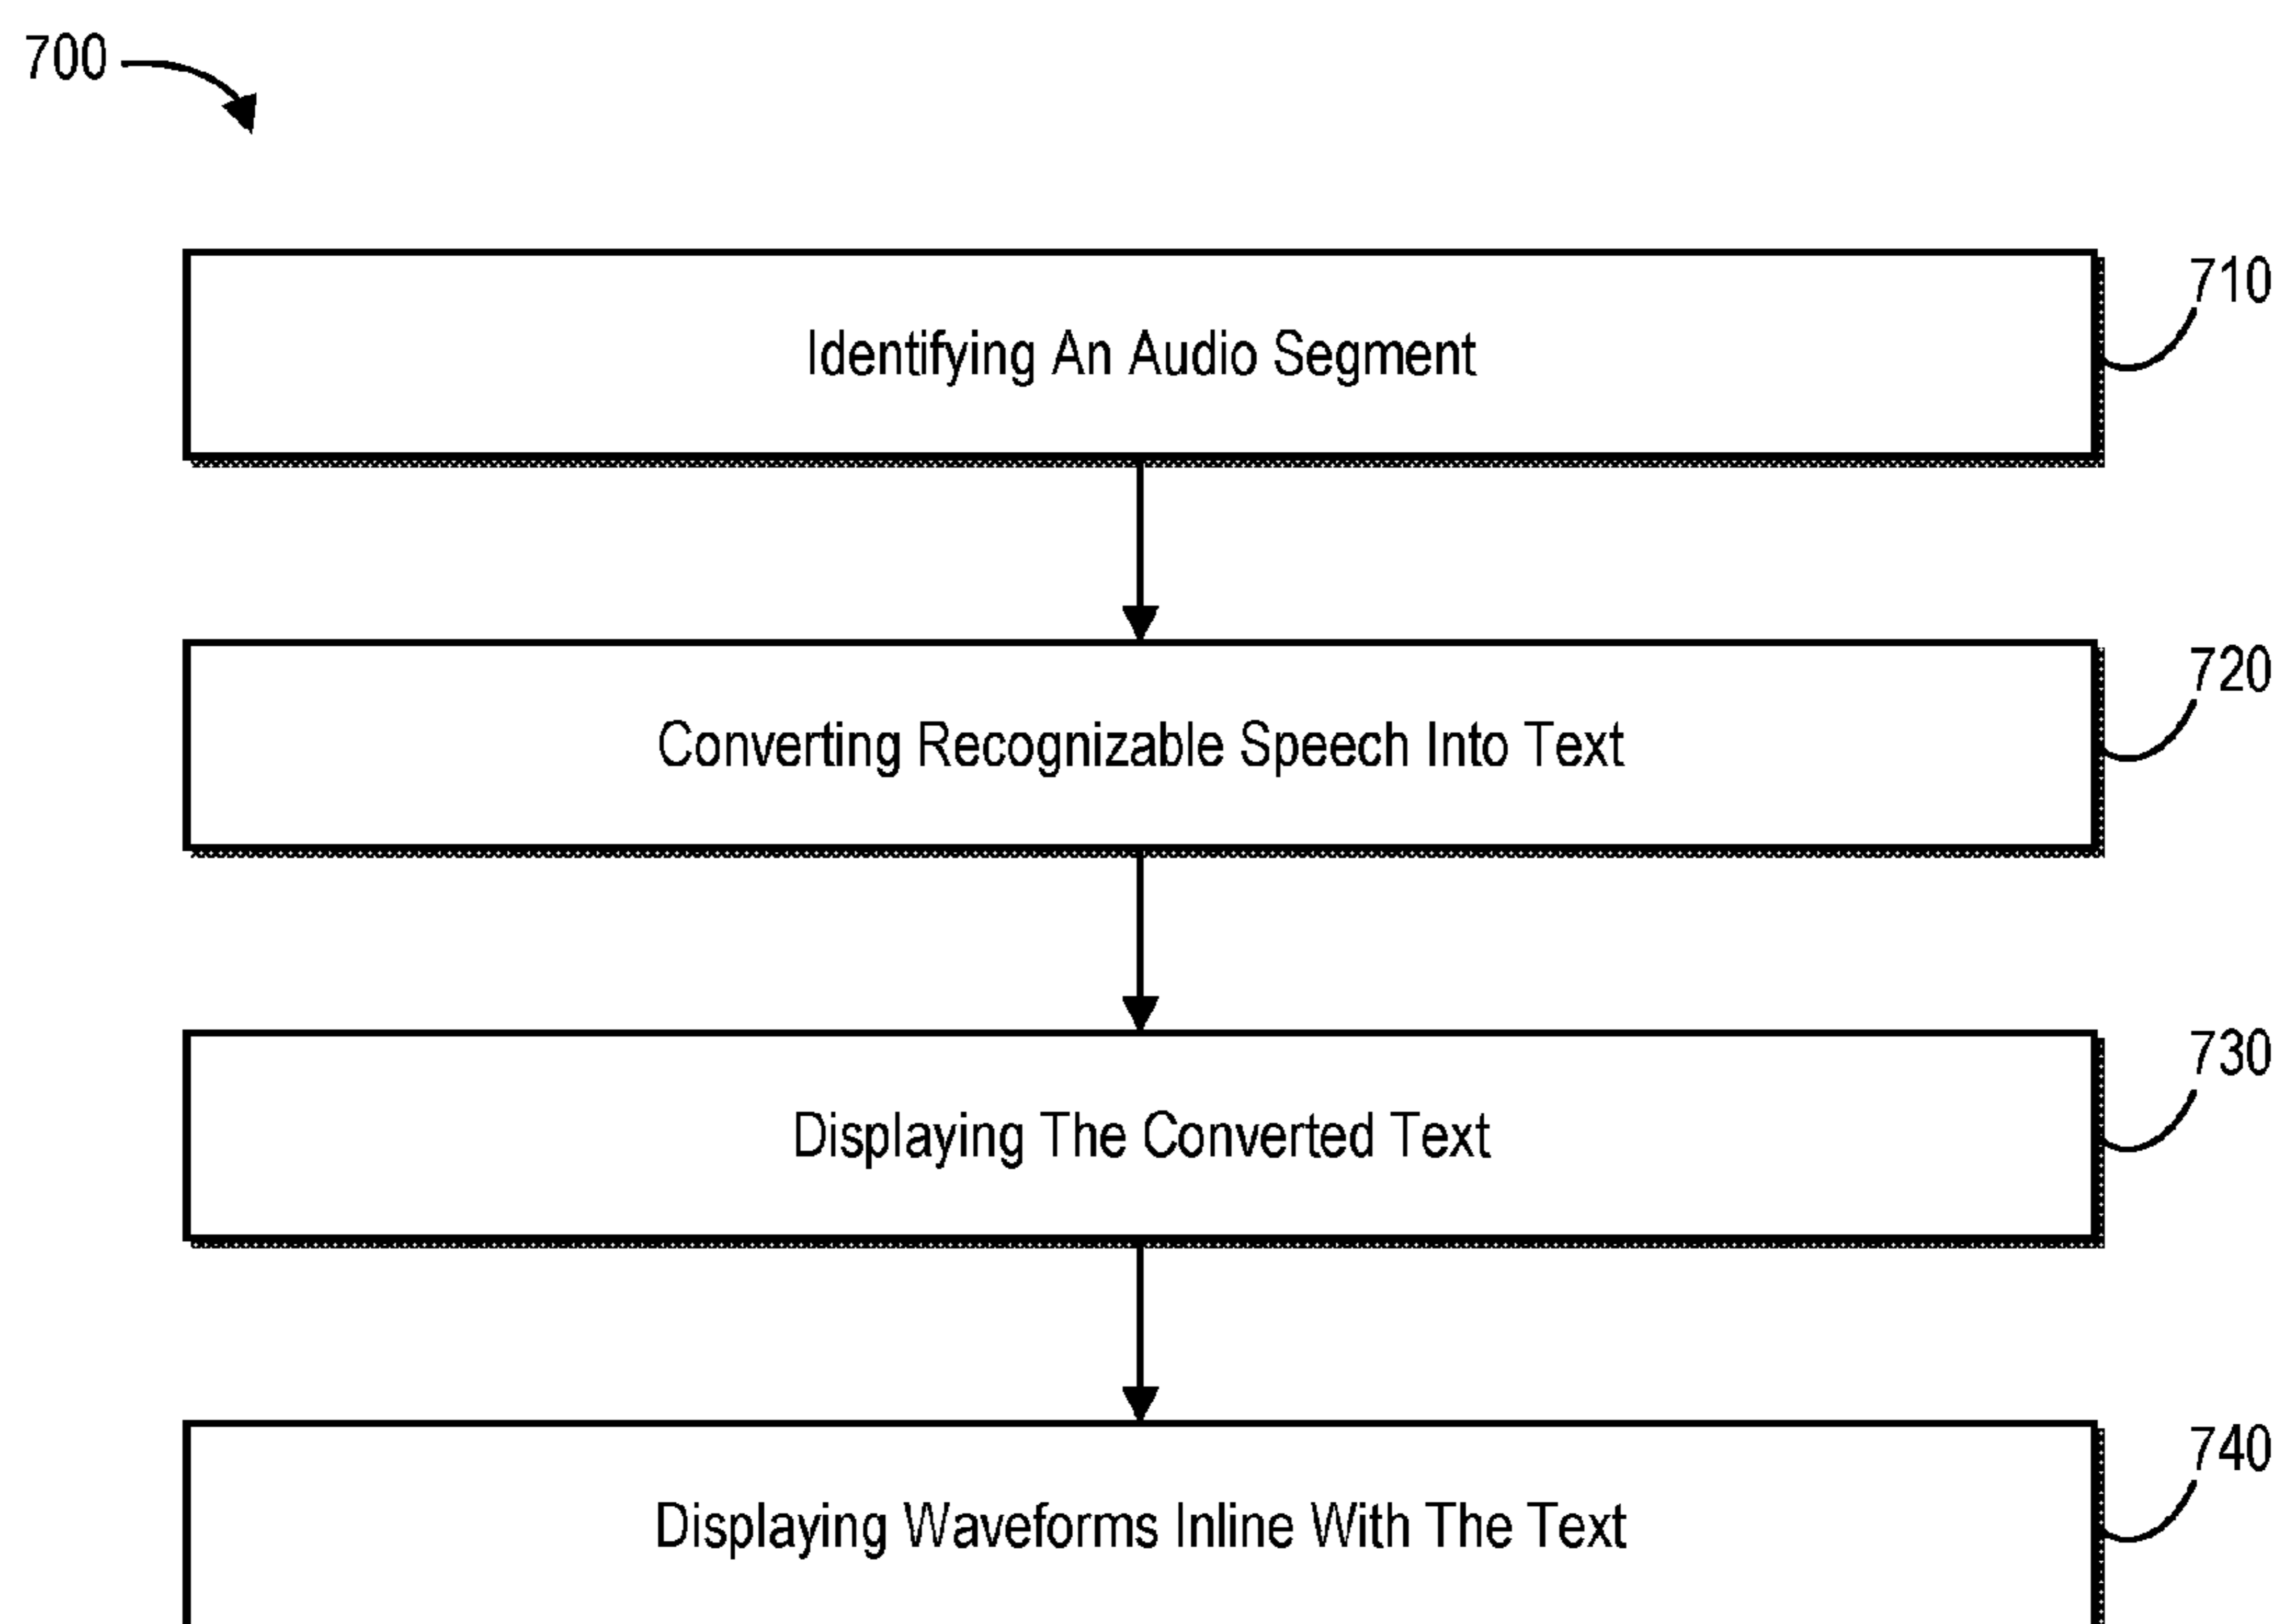 700
710
Identifying An Audio Segment
720
Converting Recognizable Speech Into Text
730
Displaying The Converted Text
740
Displaying Waveforms Inline With The Text